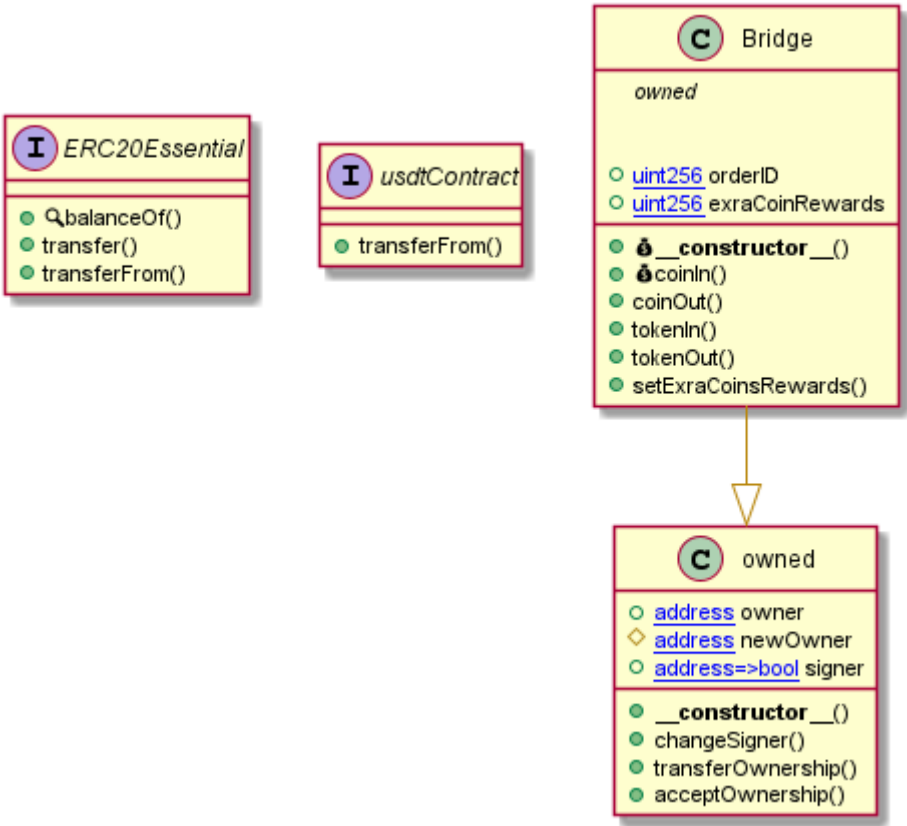 I ERC20Essential
balanceOf()
transfer()
transferFrom()
I usdtContract
transferFrom()
C Bridge
owned
uint256 orderID
uint256 exraCoinRewards
__constructor__()
coinIn()
coinOut()
tokenIn()
tokenOut()
setExraCoinsRewards()
C owned
address owner
address newOwner
address=>bool signer
__constructor__()
changeSigner()
transferOwnership()
acceptOwnership()